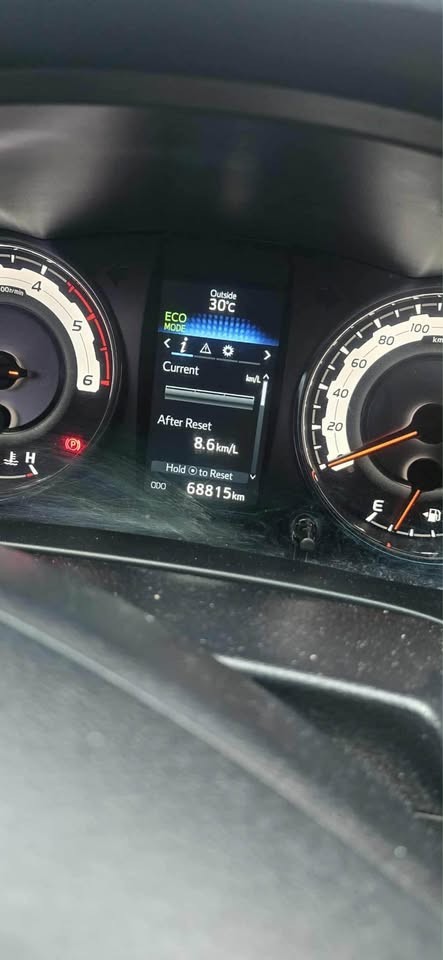 Outside
30°C
ECO
MODE
Current
km/L
After Reset
8.6 km/L
Hold ⊙ to Reset
ODO 68815 km
4
5
6
(P)
H
100
80
60
40
20
E